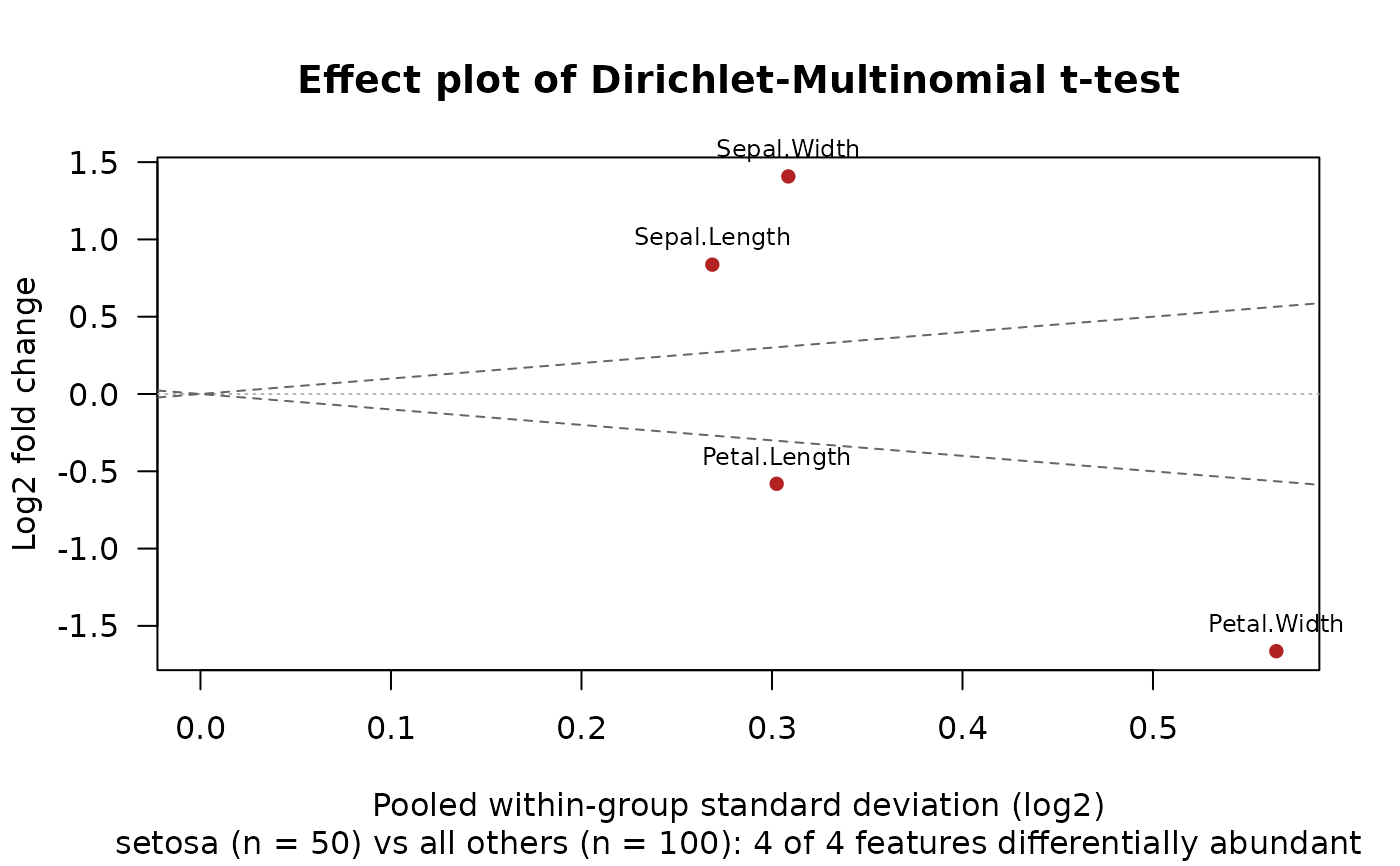 Effect plot of Dirichlet-Multinomial t-test
Sepal.Width
1.5
Sepal.Length
1.0
0.5
0.0
Petal.Length
-0.5
-1.0
Petal.Width
-1.5
Log2 fold change
0.0 0.1 0.2 0.3 0.4 0.5
Pooled within-group standard deviation (log2)
setosa (n = 50) vs all others (n = 100): 4 of 4 features differentially abundant